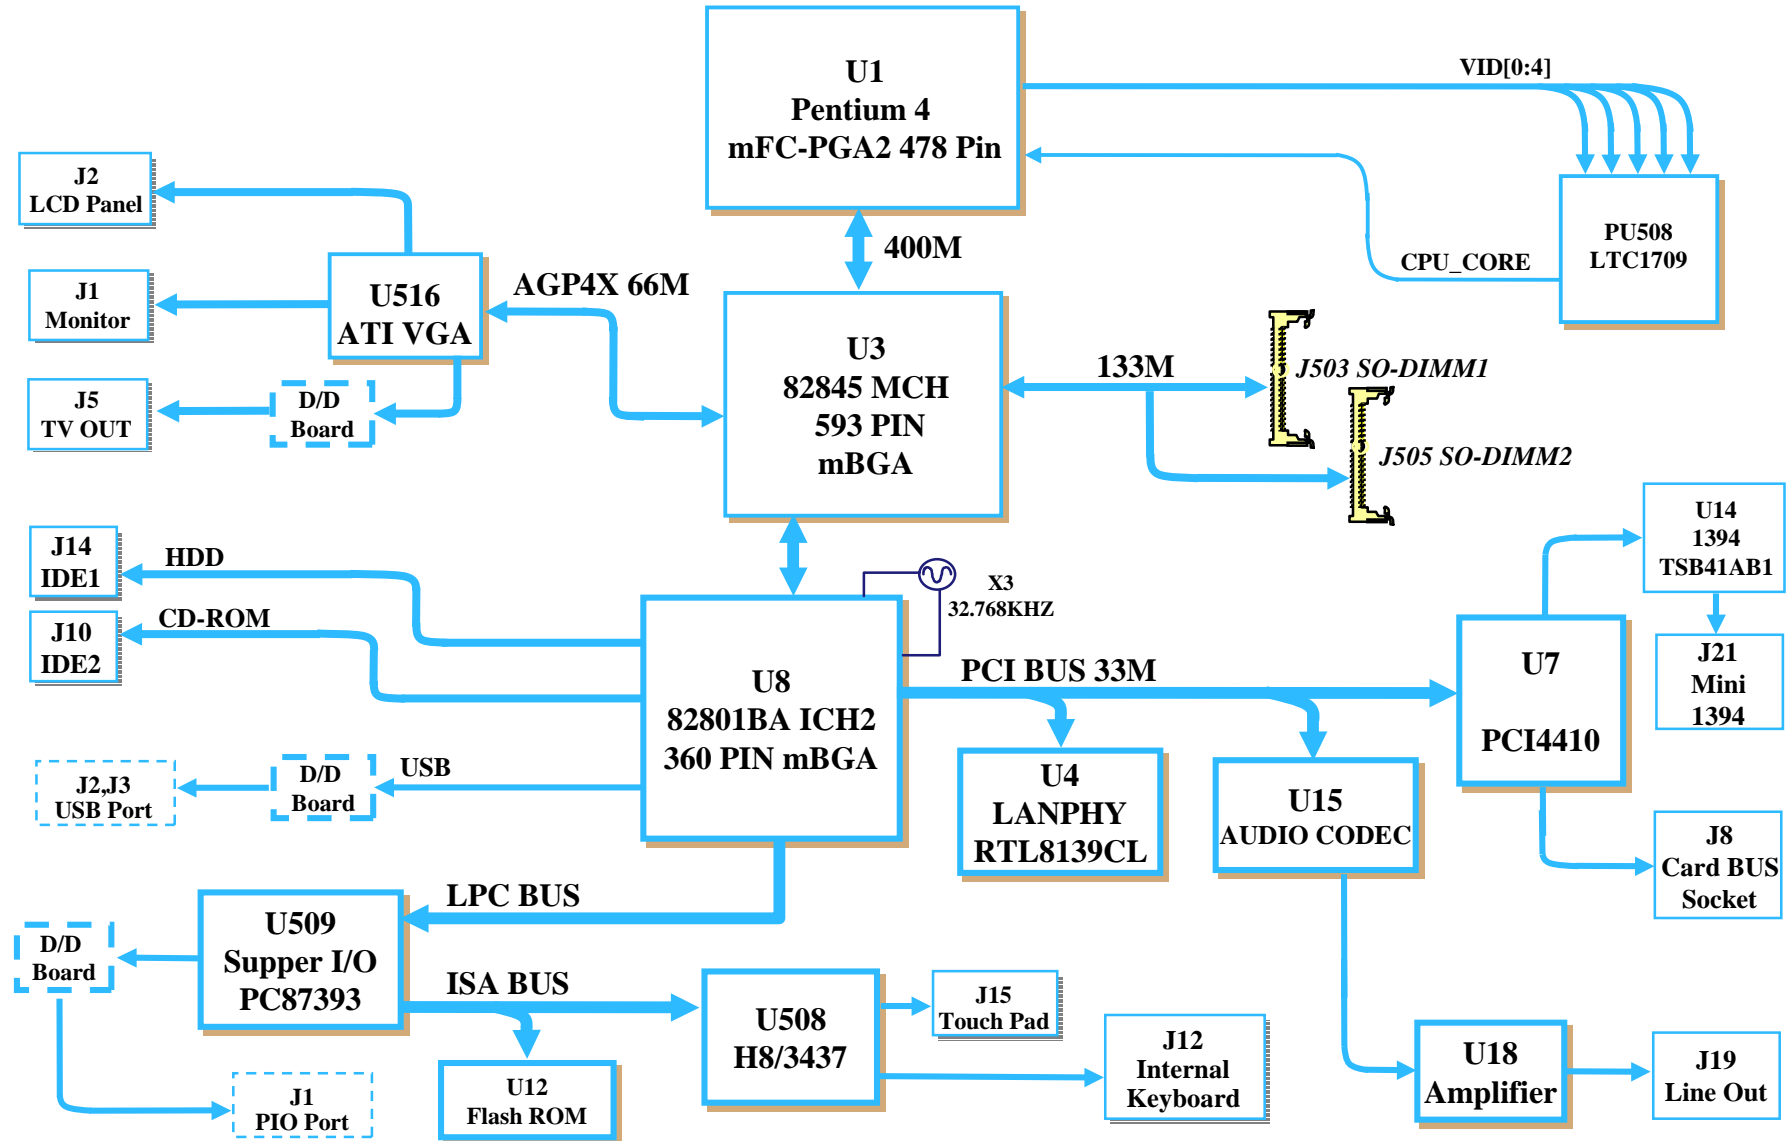 U1
Pentium 4
mFC-PGA2 478 Pin
VID[0:4]
CPU_CORE
PU508
LTC1709
400M
J2
LCD Panel
J1
Monitor
J5
TV OUT
U516
ATI VGA
D/D
Board
AGP4X 66M
U3
82845 MCH
593 PIN
mBGA
133M
J503 SO-DIMM1
J505 SO-DIMM2
J14
IDE1
HDD
J10
IDE2
CD-ROM
X3
32.768KHZ
U8
82801BA ICH2
360 PIN mBGA
PCI BUS 33M
U14
1394
TSB41AB1
J21
Mini
1394
U7
PCI4410
J2,J3
USB Port
D/D
Board
USB
U4
LANPHY
RTL8139CL
U15
AUDIO CODEC
J8
Card BUS
Socket
LPC BUS
U509
Supper I/O
PC87393
D/D
Board
ISA BUS
U508
H8/3437
J15
Touch Pad
J12
Internal
Keyboard
U12
Flash ROM
J1
PIO Port
U18
Amplifier
J19
Line Out